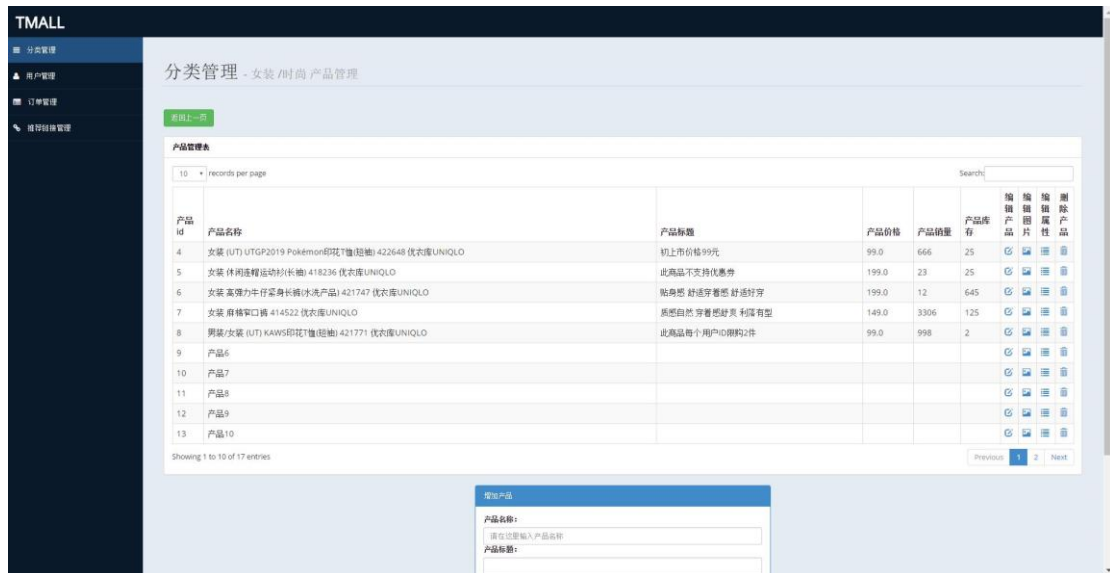 TMALL
分类管理
用户管理
订单管理
推荐链接管理
分类管理 - 女装 /时尚 产品管理
返回上一页
产品管理表
10 records per page Search:
产品id 产品名称 产品标题 产品价格 产品销量 产品库存 编辑产品 编辑图片 编辑属性 删除产品
4 女装 (UT) UTGP2019 Pokémon印花T恤(短袖) 422648 优衣库UNIQLO 初上市价格99元 99.0 666 25
5 女装 休闲连帽运动衫(长袖) 418236 优衣库UNIQLO 此商品不支持优惠券 199.0 23 25
6 女装 高弹力牛仔紧身长裤(水洗产品) 421747 优衣库UNIQLO 贴身感 舒适穿着感 舒适好穿 199.0 12 645
7 女装 麻棉窄口裤 414522 优衣库UNIQLO 质感自然 穿着感舒爽 利落有型 149.0 3306 125
8 男装/女装 (UT) KAWS印花T恤(短袖) 421771 优衣库UNIQLO 此商品每个用户ID限购2件 99.0 998 2
9 产品6
10 产品7
11 产品8
12 产品9
13 产品10
Showing 1 to 10 of 17 entries Previous 1 2 Next
增加产品
产品名称：
请在这里输入产品名称
产品标题：